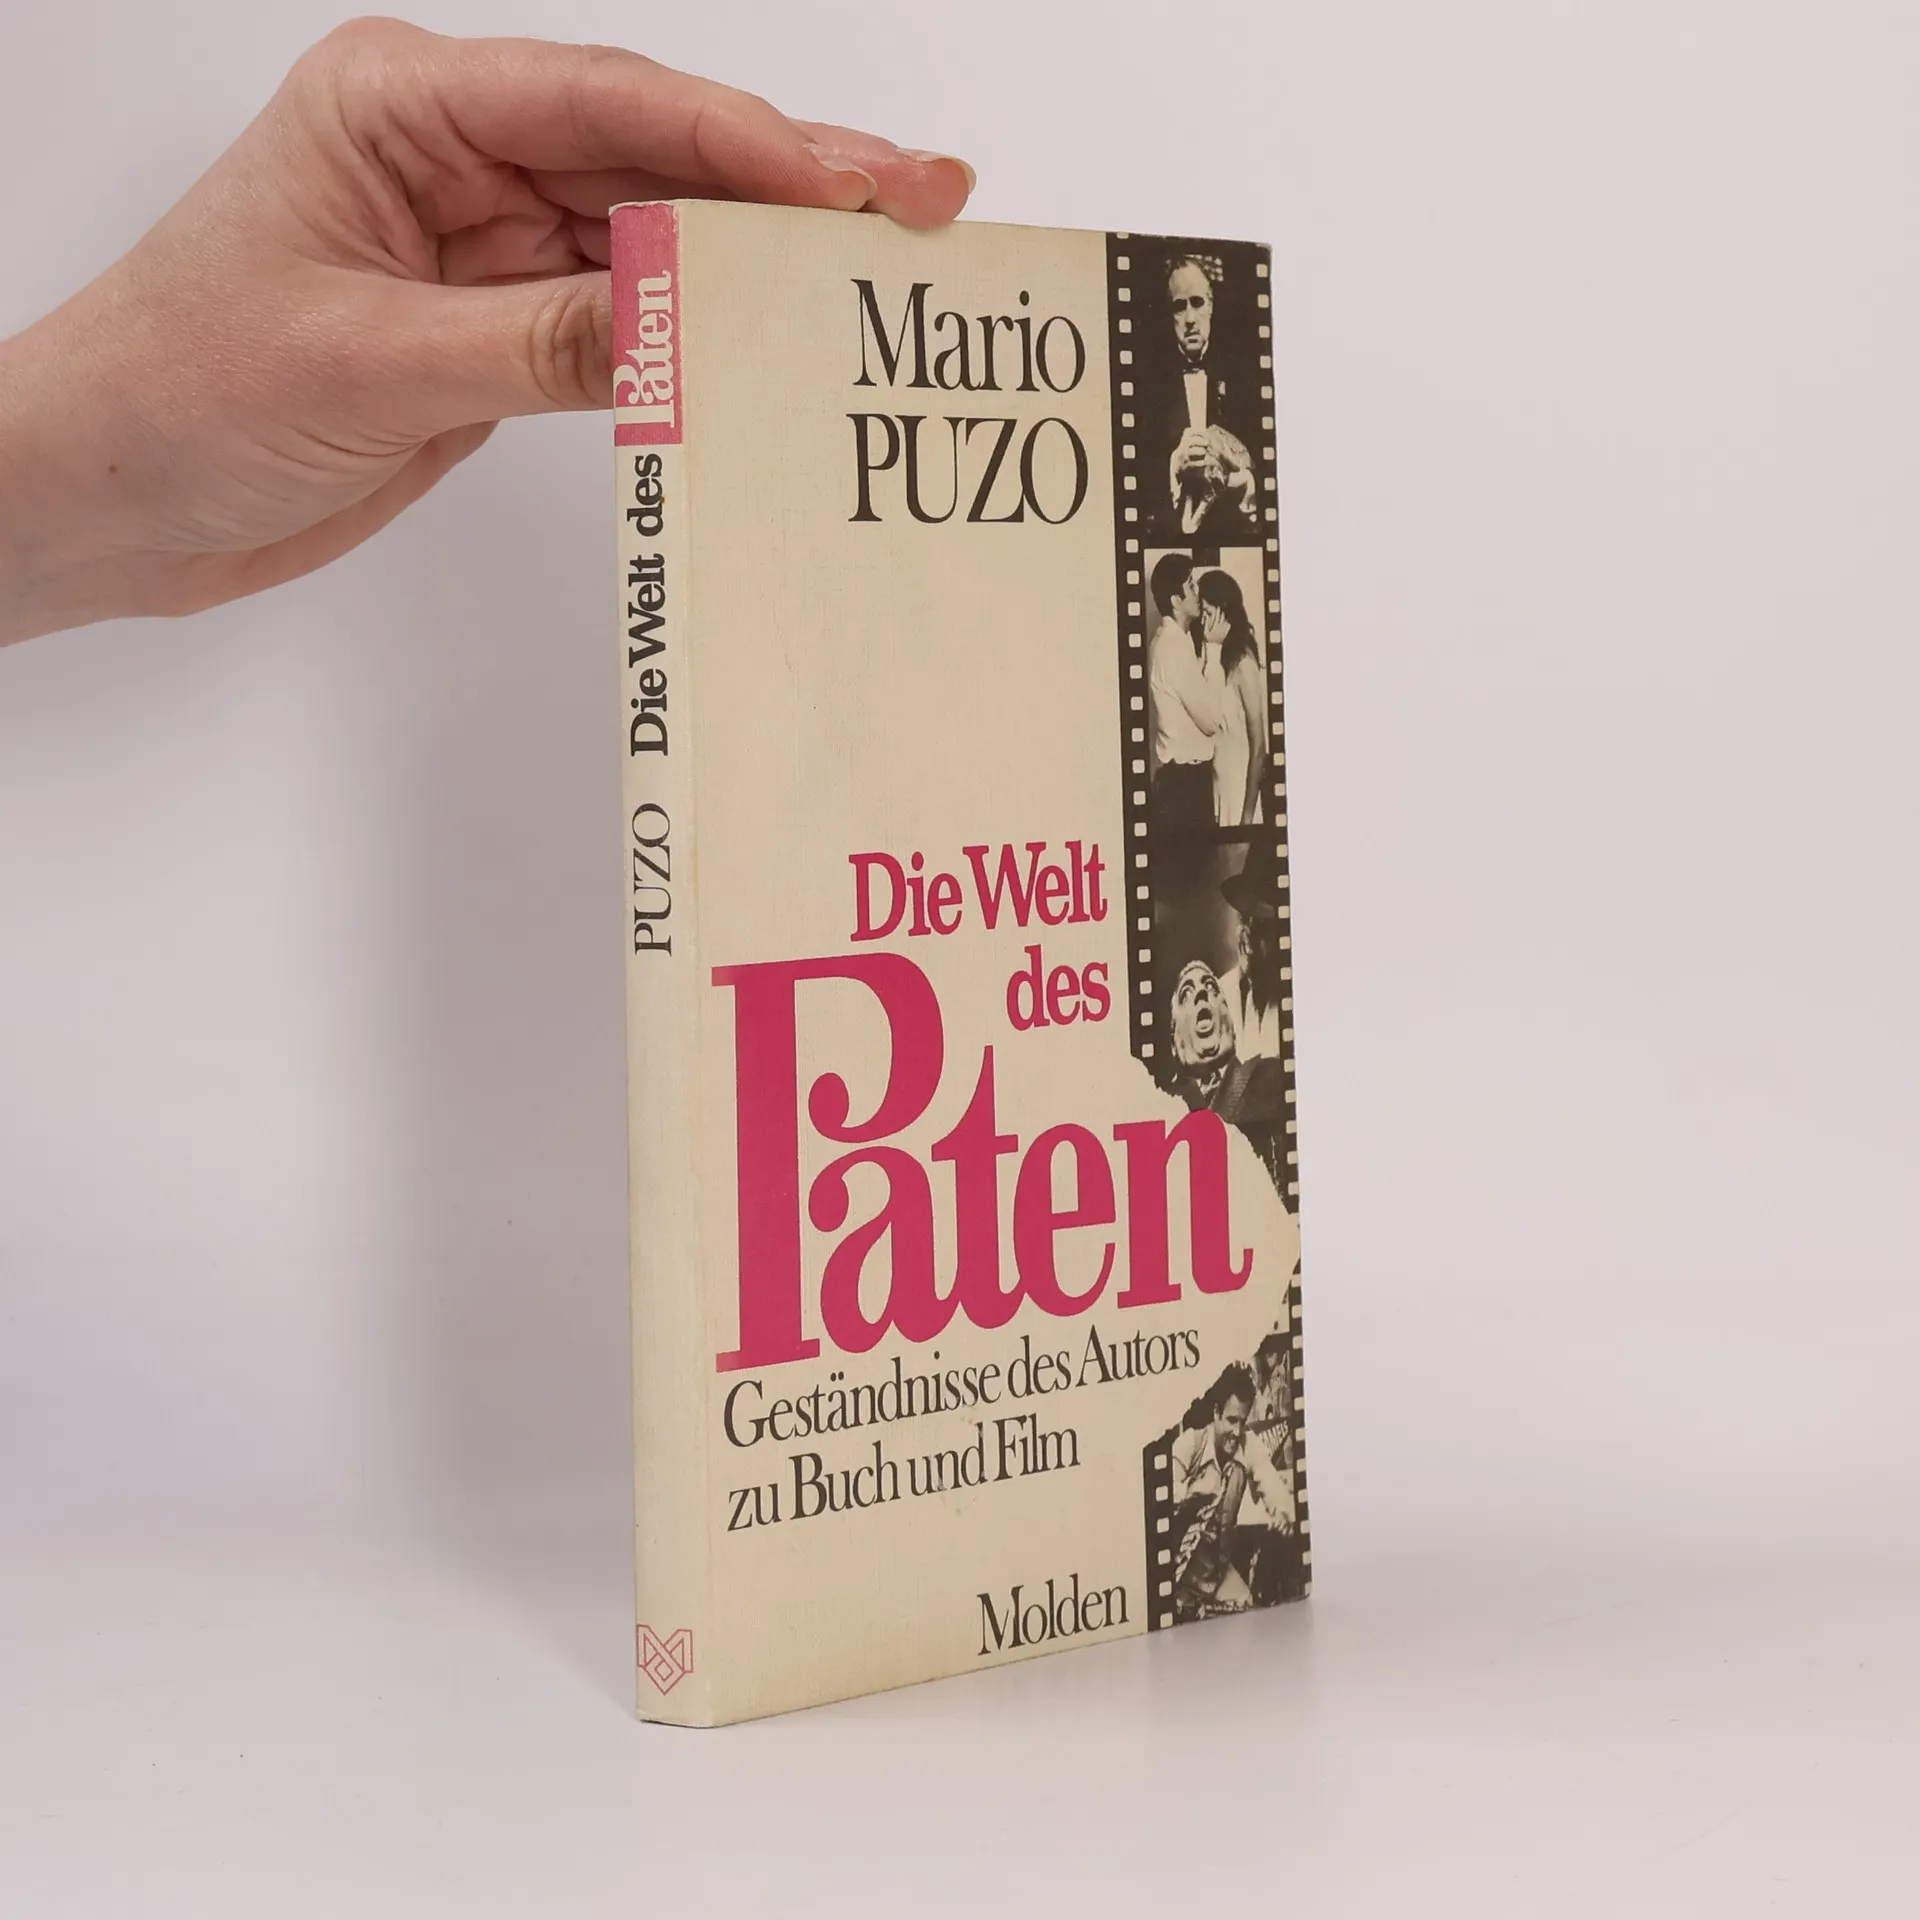 PUZO Die Welt des Paten
Mario
PUZO
Die Welt
des
Paten
Geständnisse des Autors
zu Buch und Film
Molden